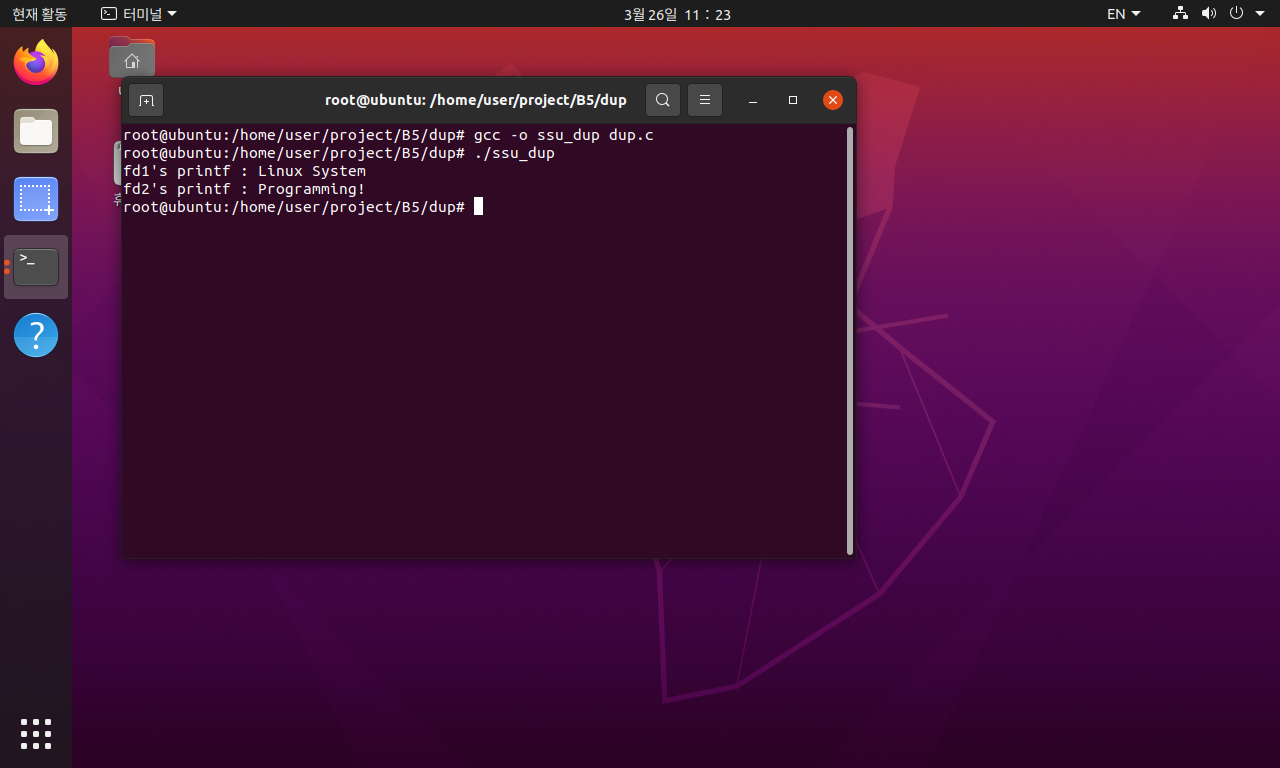 현재 활동
터미널
3월 26일 11 : 23
EN
root@ubuntu: /home/user/project/B5/dup
root@ubuntu:/home/user/project/B5/dup# gcc -o ssu_dup dup.c
root@ubuntu:/home/user/project/B5/dup# ./ssu_dup
fd1's printf : Linux System
fd2's printf : Programming!
root@ubuntu:/home/user/project/B5/dup#